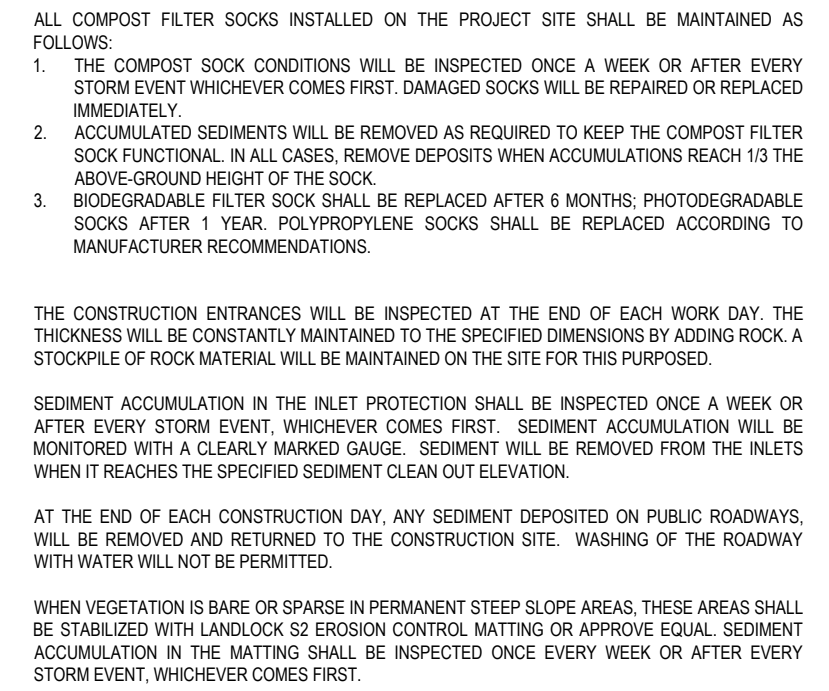 ALL COMPOST FILTER SOCKS INSTALLED ON THE PROJECT SITE SHALL BE MAINTAINED AS
FOLLOWS:
1. THE COMPOST SOCK CONDITIONS WILL BE INSPECTED ONCE A WEEK OR AFTER EVERY
STORM EVENT WHICHEVER COMES FIRST. DAMAGED SOCKS WILL BE REPAIRED OR REPLACED
IMMEDIATELY.
2. ACCUMULATED SEDIMENTS WILL BE REMOVED AS REQUIRED TO KEEP THE COMPOST FILTER
SOCK FUNCTIONAL. IN ALL CASES, REMOVE DEPOSITS WHEN ACCUMULATIONS REACH 1/3 THE
ABOVE-GROUND HEIGHT OF THE SOCK.
3. BIODEGRADABLE FILTER SOCK SHALL BE REPLACED AFTER 6 MONTHS; PHOTODEGRADABLE
SOCKS AFTER 1 YEAR. POLYPROPYLENE SOCKS SHALL BE REPLACED ACCORDING TO
MANUFACTURER RECOMMENDATIONS.
THE CONSTRUCTION ENTRANCES WILL BE INSPECTED AT THE END OF EACH WORK DAY. THE
THICKNESS WILL BE CONSTANTLY MAINTAINED TO THE SPECIFIED DIMENSIONS BY ADDING ROCK. A
STOCKPILE OF ROCK MATERIAL WILL BE MAINTAINED ON THE SITE FOR THIS PURPOSED.
SEDIMENT ACCUMULATION IN THE INLET PROTECTION SHALL BE INSPECTED ONCE A WEEK OR
AFTER EVERY STORM EVENT, WHICHEVER COMES FIRST. SEDIMENT ACCUMULATION WILL BE
MONITORED WITH A CLEARLY MARKED GAUGE. SEDIMENT WILL BE REMOVED FROM THE INLETS
WHEN IT REACHES THE SPECIFIED SEDIMENT CLEAN OUT ELEVATION.
AT THE END OF EACH CONSTRUCTION DAY, ANY SEDIMENT DEPOSITED ON PUBLIC ROADWAYS,
WILL BE REMOVED AND RETURNED TO THE CONSTRUCTION SITE. WASHING OF THE ROADWAY
WITH WATER WILL NOT BE PERMITTED.
WHEN VEGETATION IS BARE OR SPARSE IN PERMANENT STEEP SLOPE AREAS, THESE AREAS SHALL
BE STABILIZED WITH LANDLOCK S2 EROSION CONTROL MATTING OR APPROVE EQUAL. SEDIMENT
ACCUMULATION IN THE MATTING SHALL BE INSPECTED ONCE EVERY WEEK OR AFTER EVERY
STORM EVENT, WHICHEVER COMES FIRST.